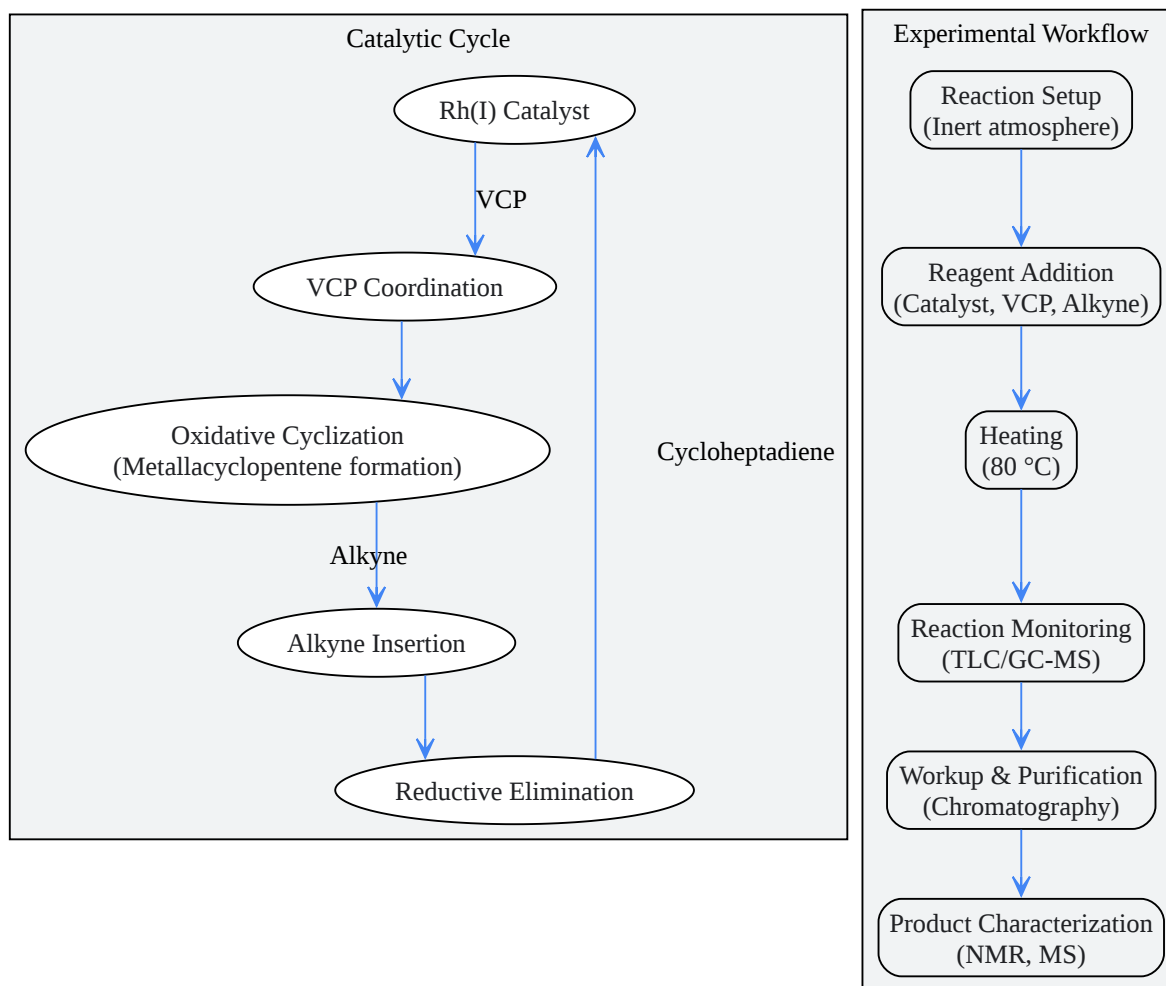 Catalytic Cycle
Rh(I) Catalyst
VCP
VCP Coordination
Oxidative Cyclization
(Metallacyclopentene formation)
Cycloheptadiene
Alkyne
Alkyne Insertion
Reductive Elimination
Experimental Workflow
Reaction Setup
(Inert atmosphere)
Reagent Addition
(Catalyst, VCP, Alkyne)
Heating
(80 °C)
Reaction Monitoring
(TLC/GC-MS)
Workup & Purification
(Chromatography)
Product Characterization
(NMR, MS)